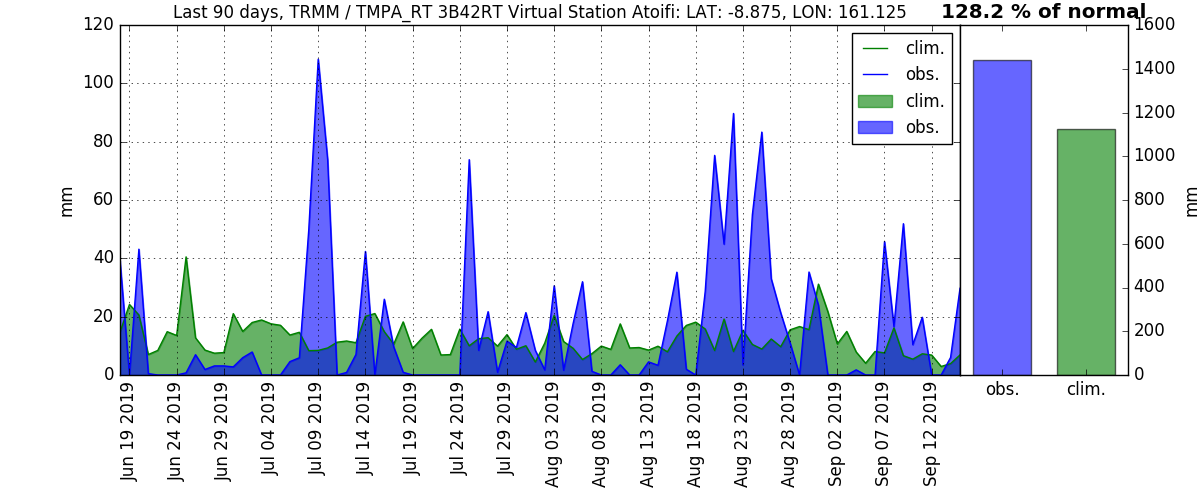 Last 90 days, TRMM / TMPA_RT 3B42RT Virtual Station Atoifi: LAT: -8.875, LON: 161.125
128.2 % of normal
120
100
80
60
40
20
0
mm
clim.
obs.
clim.
obs.
Jun 19 2019
Jun 24 2019
Jun 29 2019
Jul 04 2019
Jul 09 2019
Jul 14 2019
Jul 19 2019
Jul 24 2019
Jul 29 2019
Aug 03 2019
Aug 08 2019
Aug 13 2019
Aug 18 2019
Aug 23 2019
Aug 28 2019
Sep 02 2019
Sep 07 2019
Sep 12 2019
1600
1400
1200
1000
800
600
400
200
0
mm
obs.
clim.